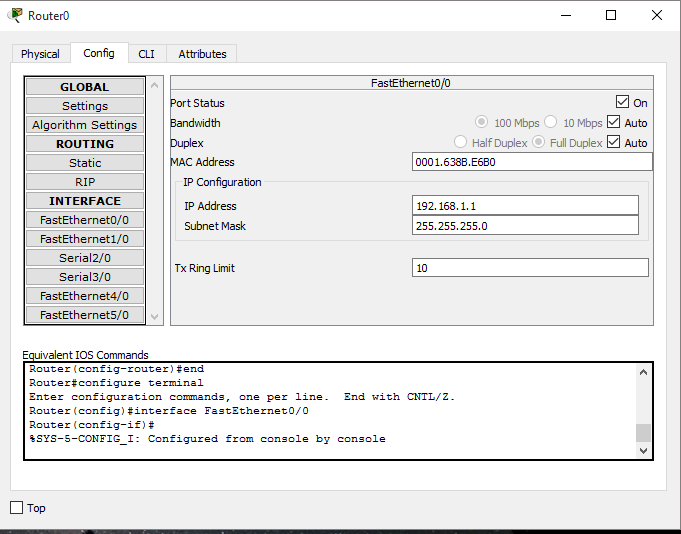 Router0
Physical Config CLI Attributes
GLOBAL
Settings
Algorithm Settings
ROUTING
Static
RIP
INTERFACE
FastEthernet0/0
FastEthernet1/0
Serial2/0
Serial3/0
FastEthernet4/0
FastEthernet5/0
FastEthernet0/0
Port Status On
Bandwidth 100 Mbps 10 Mbps Auto
Duplex Half Duplex Full Duplex Auto
MAC Address 0001.638B.E6B0
IP Configuration
IP Address 192.168.1.1
Subnet Mask 255.255.255.0
Tx Ring Limit 10
Equivalent IOS Commands
Router(config-router)#end
Router#configure terminal
Enter configuration commands, one per line. End with CNTL/Z.
Router(config)#interface FastEthernet0/0
Router(config-if)#
%SYS-5-CONFIG_I: Configured from console by console
Top